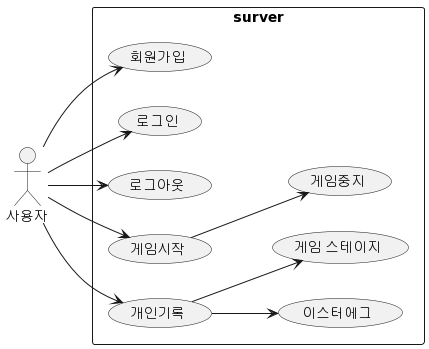 surver
회원가입
로그인
로그아웃
게임중지
사용자
게임시작
게임 스테이지
개인기록
이스터에그